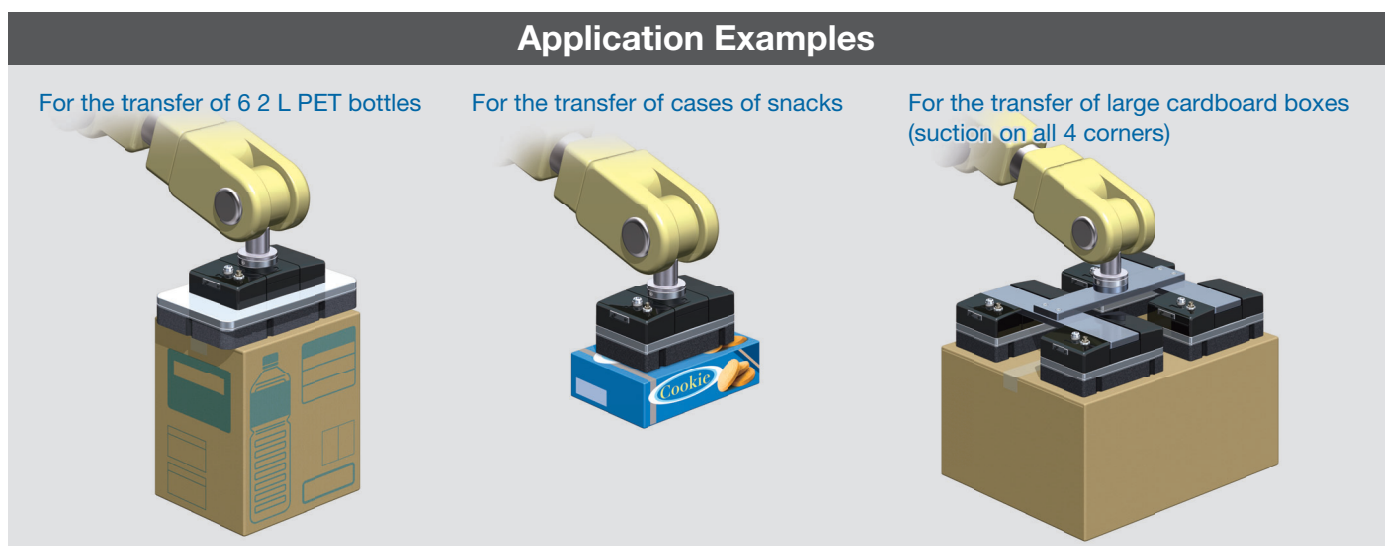 Application Examples
For the transfer of 6 2 L PET bottles
For the transfer of cases of snacks
For the transfer of large cardboard boxes
(suction on all 4 corners)
Cookie